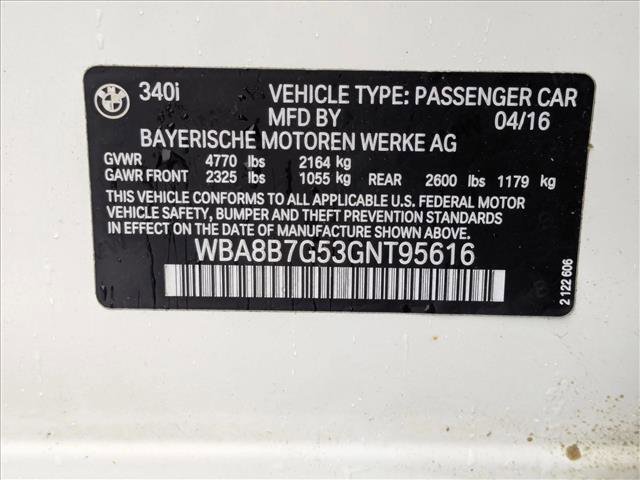 340i VEHICLE TYPE: PASSENGER CAR
MFD BY 04/16
BAYERISCHE MOTOREN WERKE AG
GVWR 4770 lbs 2164 kg
GAWR FRONT 2325 lbs 1055 kg REAR 2600 lbs 1179 kg
THIS VEHICLE CONFORMS TO ALL APPLICABLE U.S. FEDERAL MOTOR
VEHICLE SAFETY, BUMPER AND THEFT PREVENTION STANDARDS
IN EFFECT ON THE DATE OF MANUFACTURE SHOWN ABOVE.
WBA8B7G53GNT95616
2 122 606